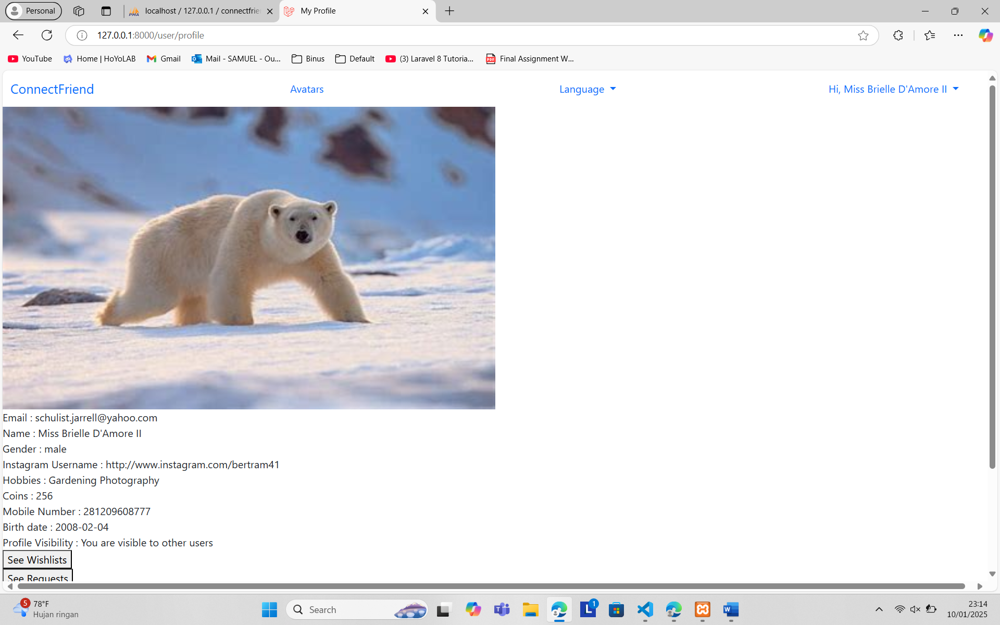 Personal
localhost / 127.0.0.1 / connectfrie
My Profile
127.0.0.1:8000/user/profile
YouTube
Home | HoYoLAB
Gmail
Mail - SAMUEL - Ou...
Binus
Default
(3) Laravel 8 Tutoria...
PDF
Final Assignment W...
ConnectFriend
Avatars
Language
Hi, Miss Brielle D'Amore II
Email : schulist.jarrell@yahoo.com
Name : Miss Brielle D'Amore II
Gender : male
Instagram Username : http://www.instagram.com/bertram41
Hobbies : Gardening Photography
Coins : 256
Mobile Number : 281209608777
Birth date : 2008-02-04
Profile Visibility : You are visible to other users
See Wishlists
See Requests
5
78°F
Hujan ringan
Search
L
1
W
23:14
10/01/2025